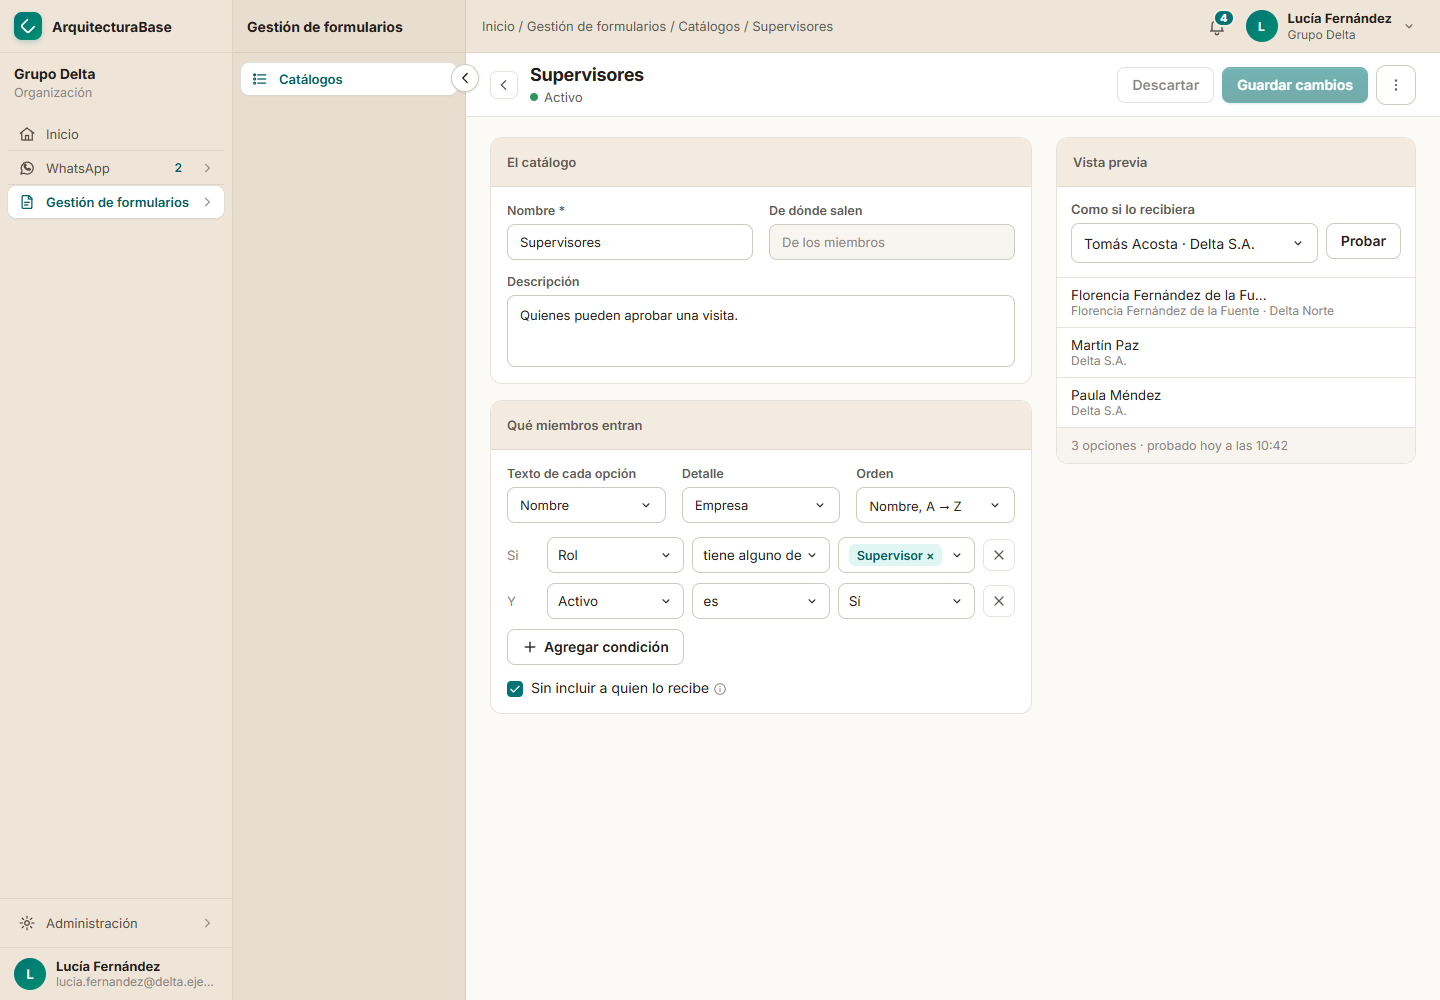 ArquitecturaBase
Grupo Delta
Organización
Inicio
WhatsApp 2
Gestión de formularios
Administración
L Lucía Fernández
lucia.fernandez@delta.eje...
Gestión de formularios
Catálogos
Inicio / Gestión de formularios / Catálogos / Supervisores
4
L Lucía Fernández
Grupo Delta
Supervisores
Activo
Descartar
Guardar cambios
El catálogo
Nombre * De dónde salen
Supervisores De los miembros
Descripción
Quienes pueden aprobar una visita.
Qué miembros entran
Texto de cada opción Detalle Orden
Nombre Empresa Nombre, A → Z
Si Rol tiene alguno de Supervisor ×
Y Activo es Sí
Agregar condición
Sin incluir a quien lo recibe
Vista previa
Como si lo recibiera
Tomás Acosta · Delta S.A. Probar
Florencia Fernández de la Fu...
Florencia Fernández de la Fuente · Delta Norte
Martín Paz
Delta S.A.
Paula Méndez
Delta S.A.
3 opciones · probado hoy a las 10:42